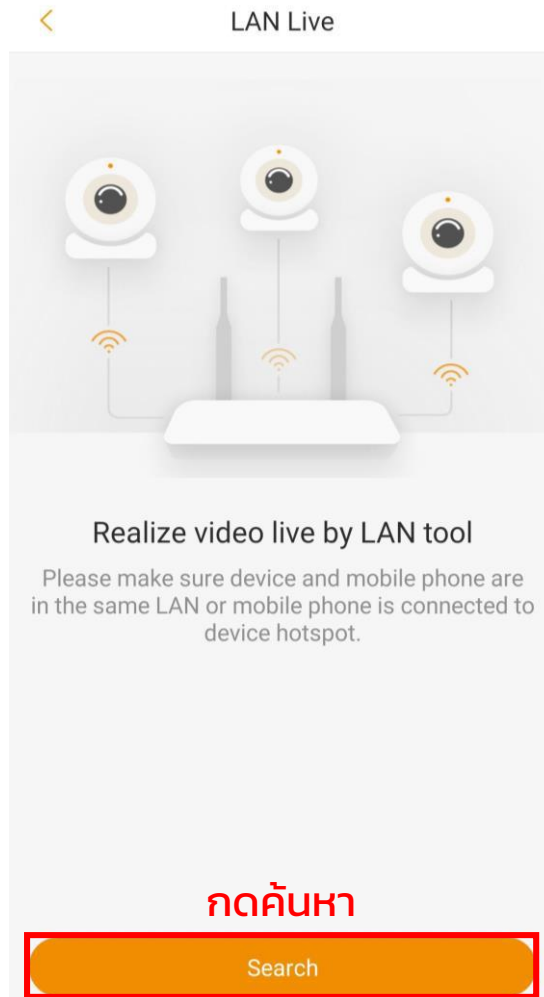 LAN Live
Realize video live by LAN tool
Please make sure device and mobile phone are
in the same LAN or mobile phone is connected to
device hotspot.
กดค้นหา
Search